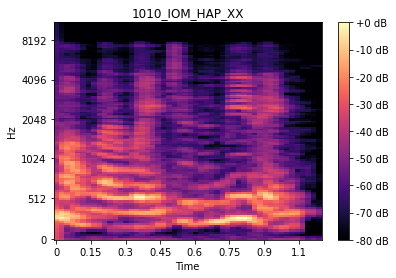 1010_IOM_HAP_XX
8192
4096
2048
1024
512
0
Hz
0
0.15
0.3
0.45
0.6
0.75
0.9
1.1
Time
+0 dB
-10 dB
-20 dB
-30 dB
-40 dB
-50 dB
-60 dB
-70 dB
-80 dB